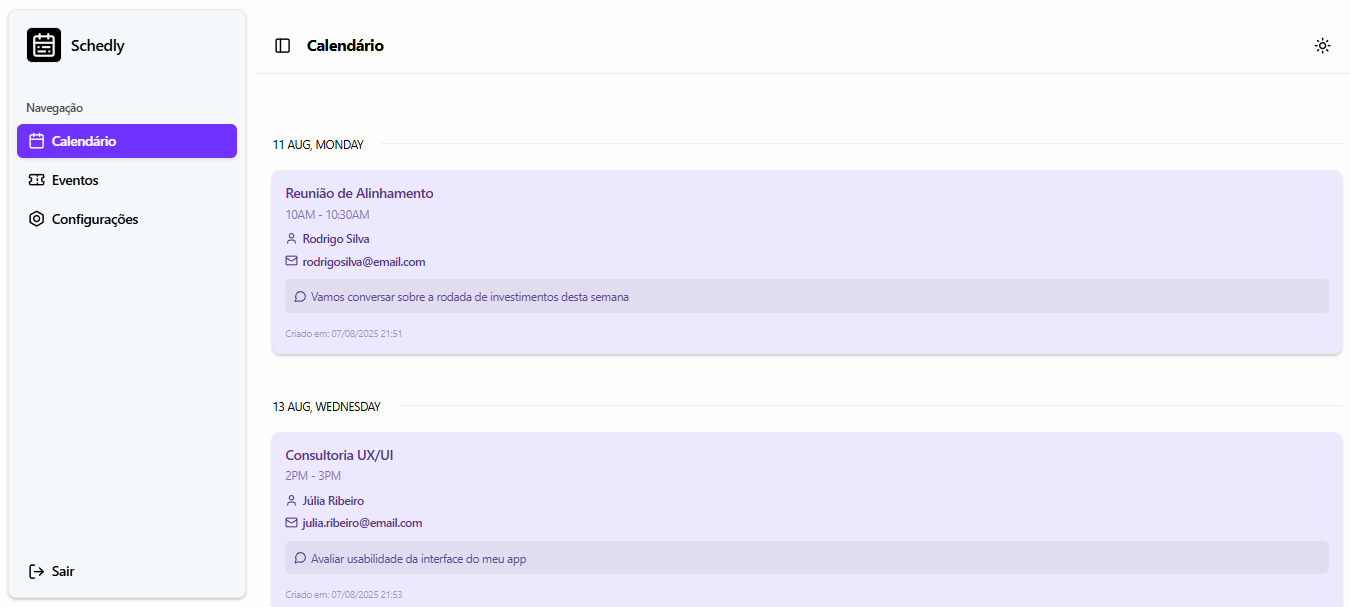 Schedly
Navegação
Calendário
Eventos
Configurações
Sair
Calendário
11 AUG, MONDAY
Reunião de Alinhamento
10AM - 10:30AM
Rodrigo Silva
rodrigosilva@email.com
Vamos conversar sobre a rodada de investimentos desta semana
Criado em: 07/08/2025 21:51
13 AUG, WEDNESDAY
Consultoria UX/UI
2PM - 3PM
Júlia Ribeiro
julia.ribeiro@email.com
Avaliar usabilidade da interface do meu app
Criado em: 07/08/2025 21:53